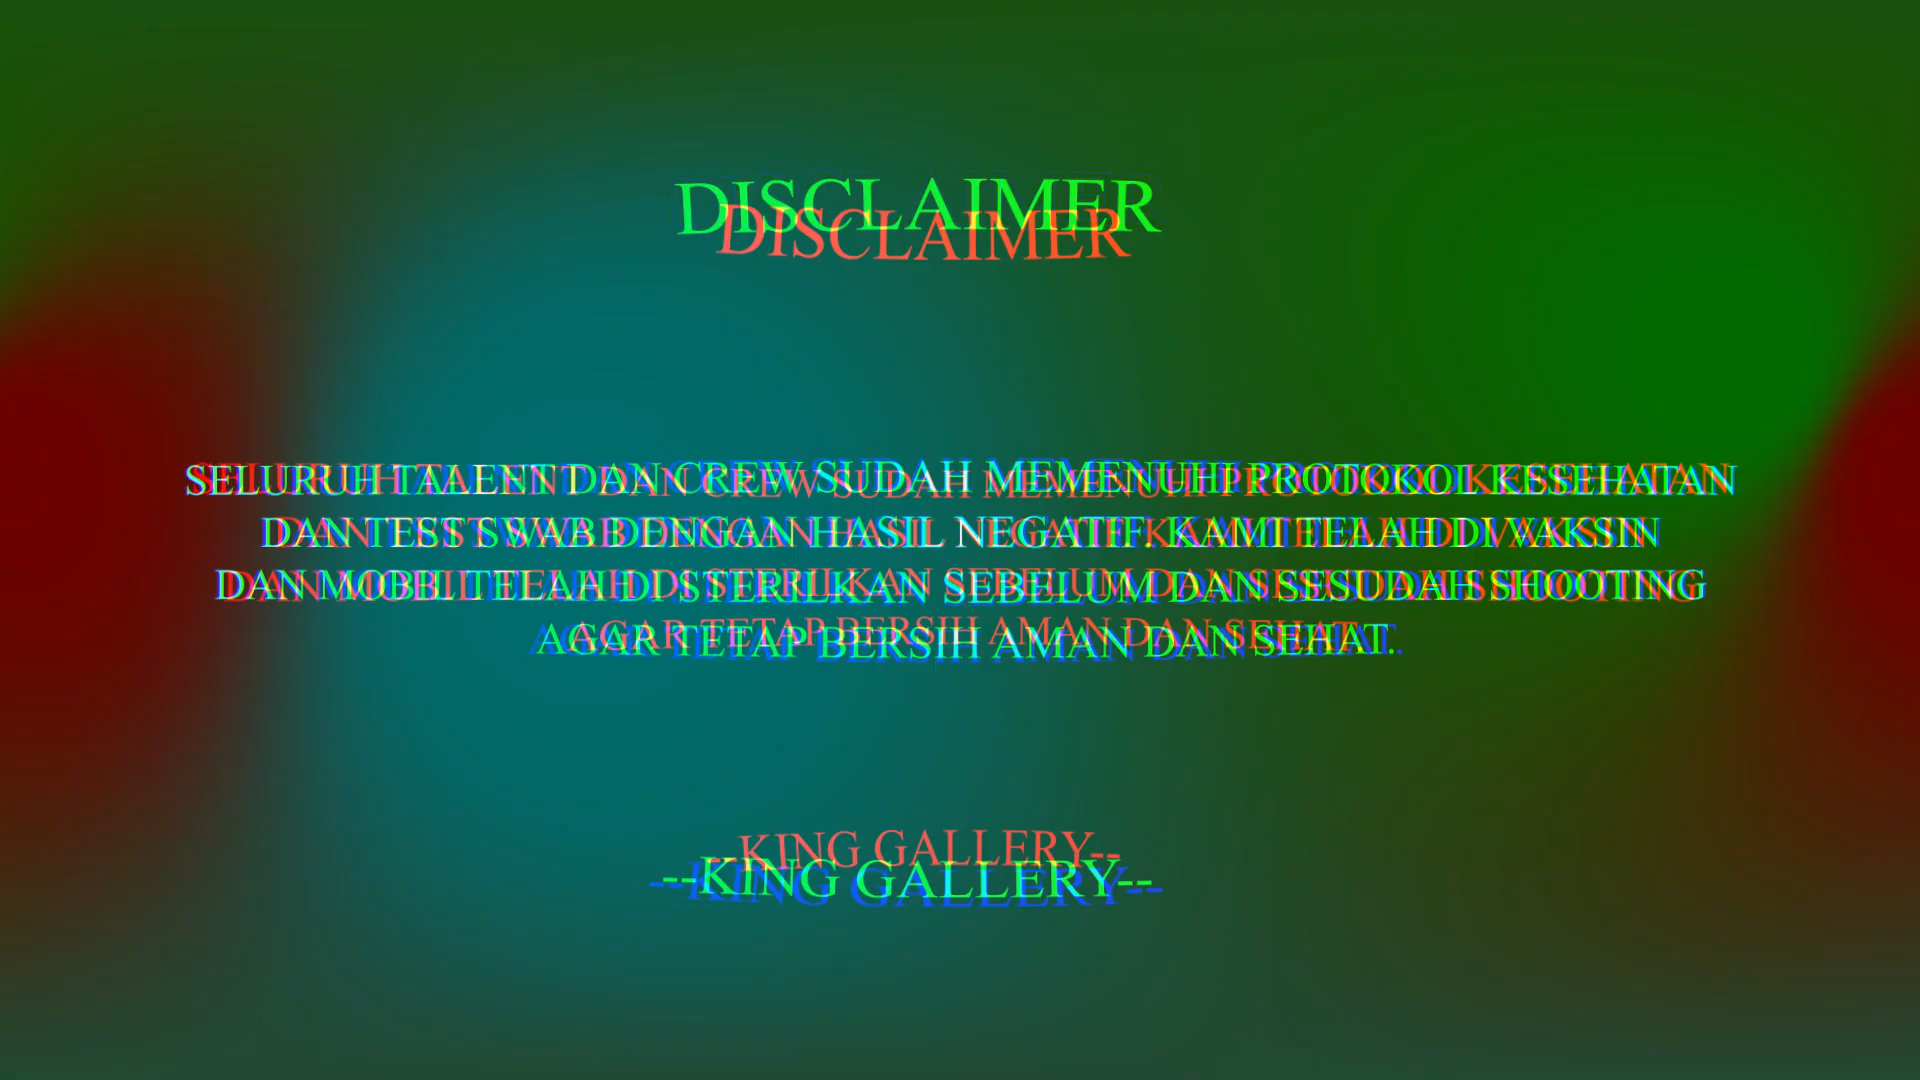 DISCLAIMER
SELURUH TALENT DAN CREW SUDAH MEMENUHI PROTOKOL KESEHATAN
DAN TEST SWAB DENGAN HASIL NEGATIF. KAMI TELAH DI VAKSIN
DAN MOBIL TELAH DI STERILKAN SEBELUM DAN SESUDAH SHOOTING
AGAR TETAP BERSIH AMAN DAN SEHAT.
--KING GALLERY--